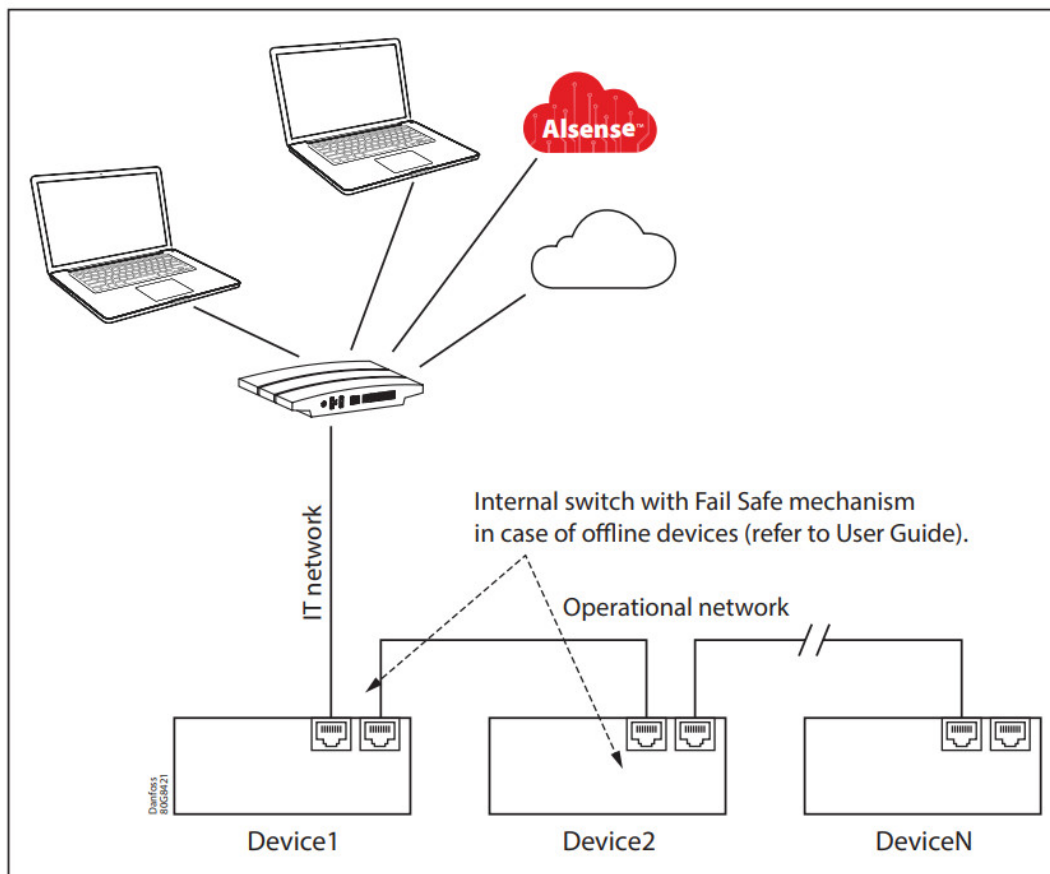 Alsense™
Internal switch with Fail Safe mechanism
in case of offline devices (refer to User Guide).
IT network
Operational network
Danfoss
80G8421
Device1
Device2
DeviceN